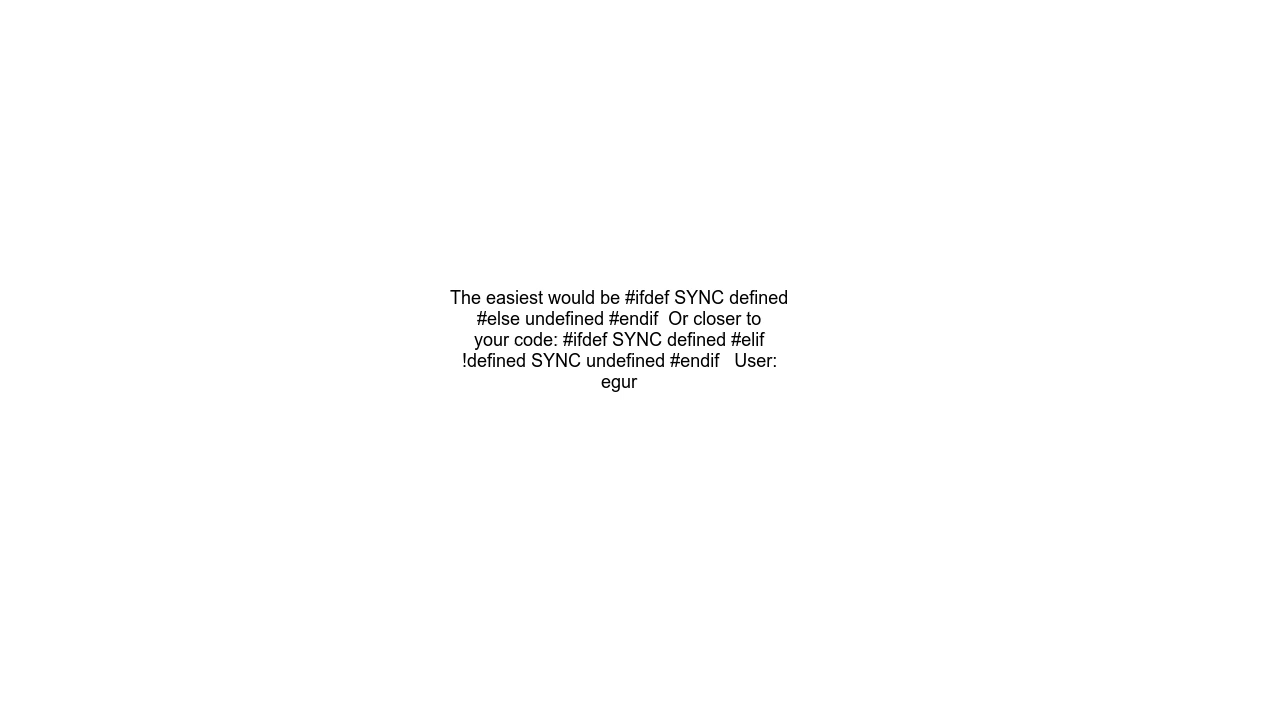 The easiest would be #ifdef SYNC defined
#else undefined #endif  Or closer to
your code: #ifdef SYNC defined #elif
!defined SYNC undefined #endif   User:
egur